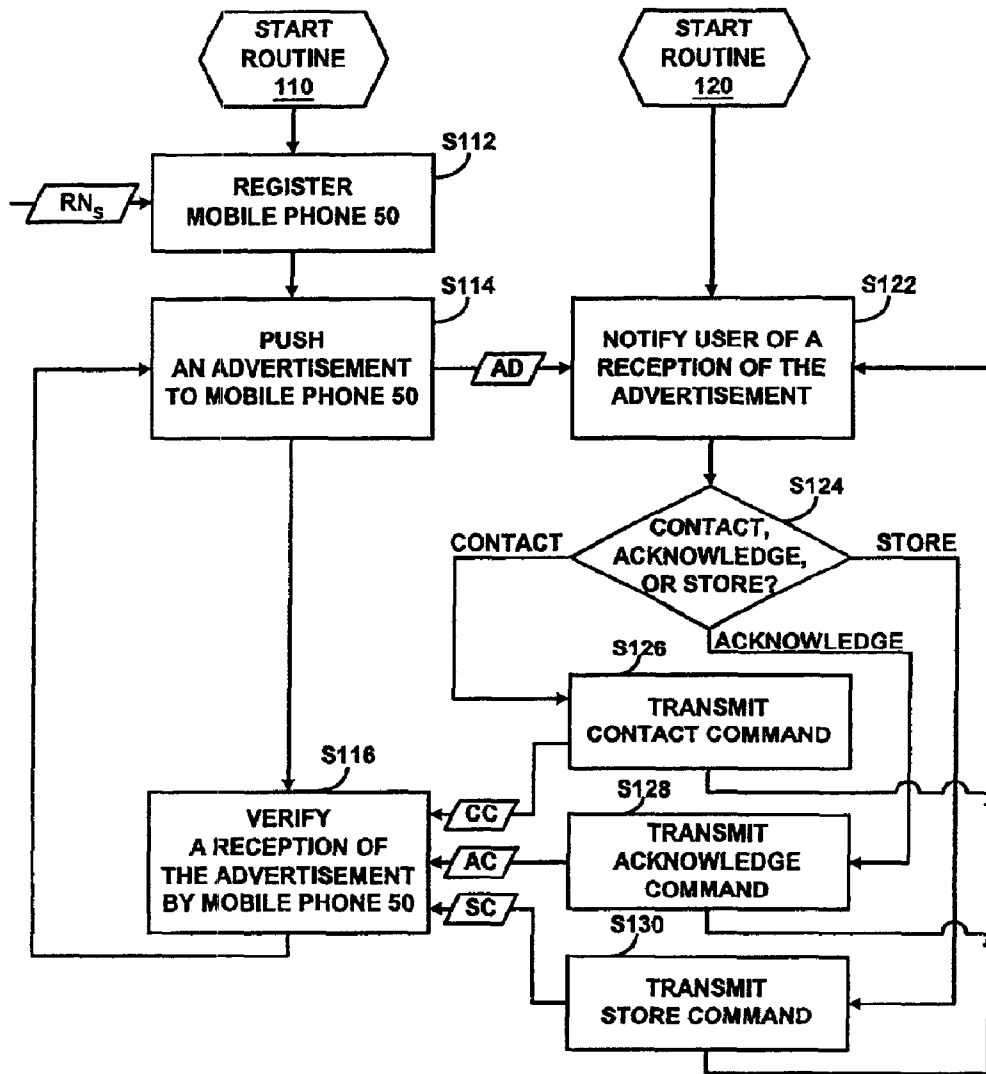 START
ROUTINE
110
START
ROUTINE
120
S112
REGISTER
MOBILE PHONE 50
RNS
S114
PUSH
AN ADVERTISEMENT
TO MOBILE PHONE 50
AD
S122
NOTIFY USER OF A
RECEPTION OF THE
ADVERTISEMENT
S124
CONTACT,
ACKNOWLEDGE,
OR STORE?
CONTACT
STORE
ACKNOWLEDGE
S126
TRANSMIT
CONTACT COMMAND
S116
VERIFY
A RECEPTION OF
THE ADVERTISEMENT
BY MOBILE PHONE 50
CC
AC
SC
S128
TRANSMIT
ACKNOWLEDGE
COMMAND
S130
TRANSMIT
STORE COMMAND